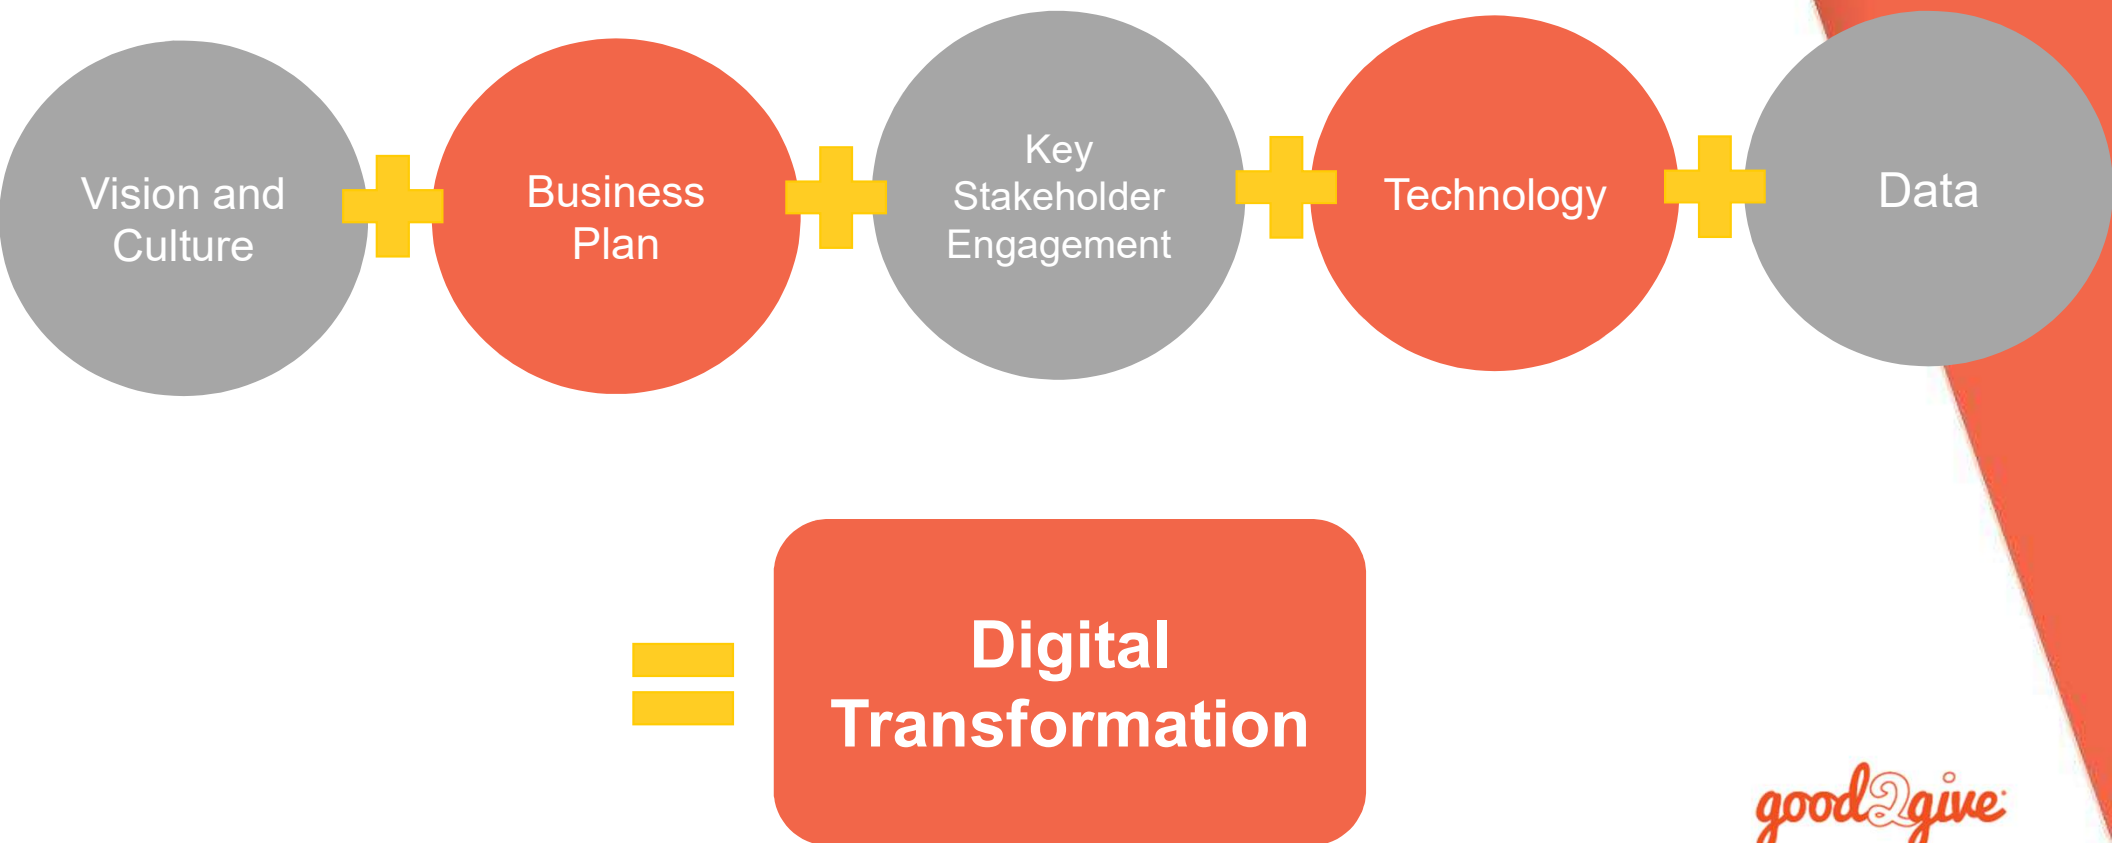 Vision and
Culture
Business
Plan
Key
Stakeholder
Engagement
Technology
Data
Digital
Transformation
good2give